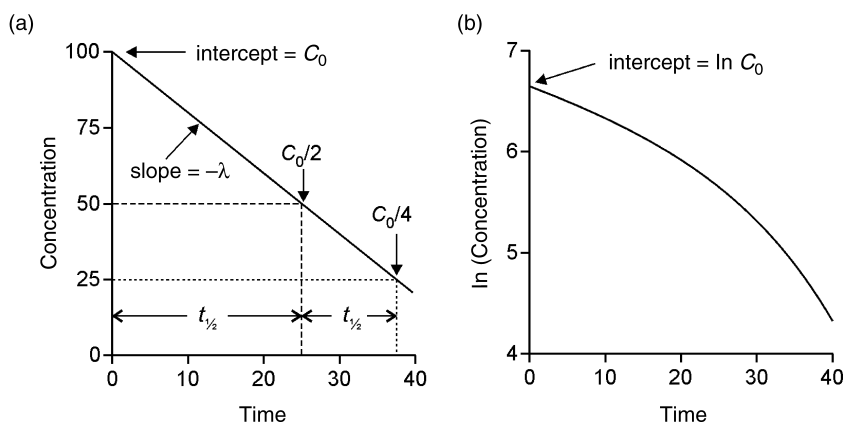 (a)
100
75
50
25
0
Concentration
intercept = C₀
slope = –λ
C₀/2
C₀/4
t½
t½
0
10
20
30
40
Time
(b)
7
6
5
4
ln (Concentration)
intercept = ln C₀
0
10
20
30
40
Time